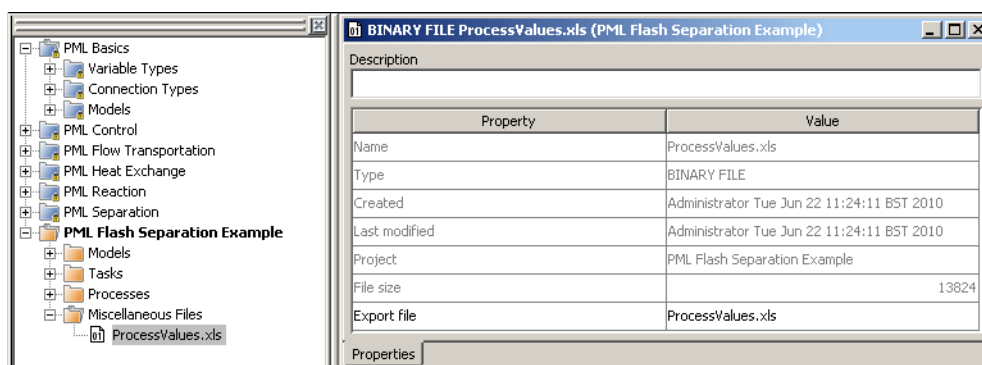 PML Basics
Variable Types
Connection Types
Models
PML Control
PML Flow Transportation
PML Heat Exchange
PML Reaction
PML Separation
PML Flash Separation Example
Models
Tasks
Processes
Miscellaneous Files
ProcessValues.xls
BINARY FILE ProcessValues.xls (PML Flash Separation Example)
Description
Property Value
Name ProcessValues.xls
Type BINARY FILE
Created Administrator Tue Jun 22 11:24:11 BST 2010
Last modified Administrator Tue Jun 22 11:24:11 BST 2010
Project PML Flash Separation Example
File size 13824
Export file ProcessValues.xls
Properties